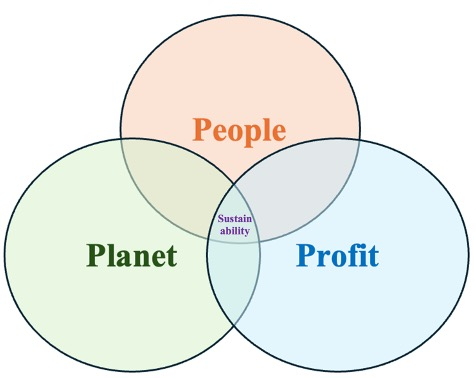 People
Sustain
ability
Planet
Profit